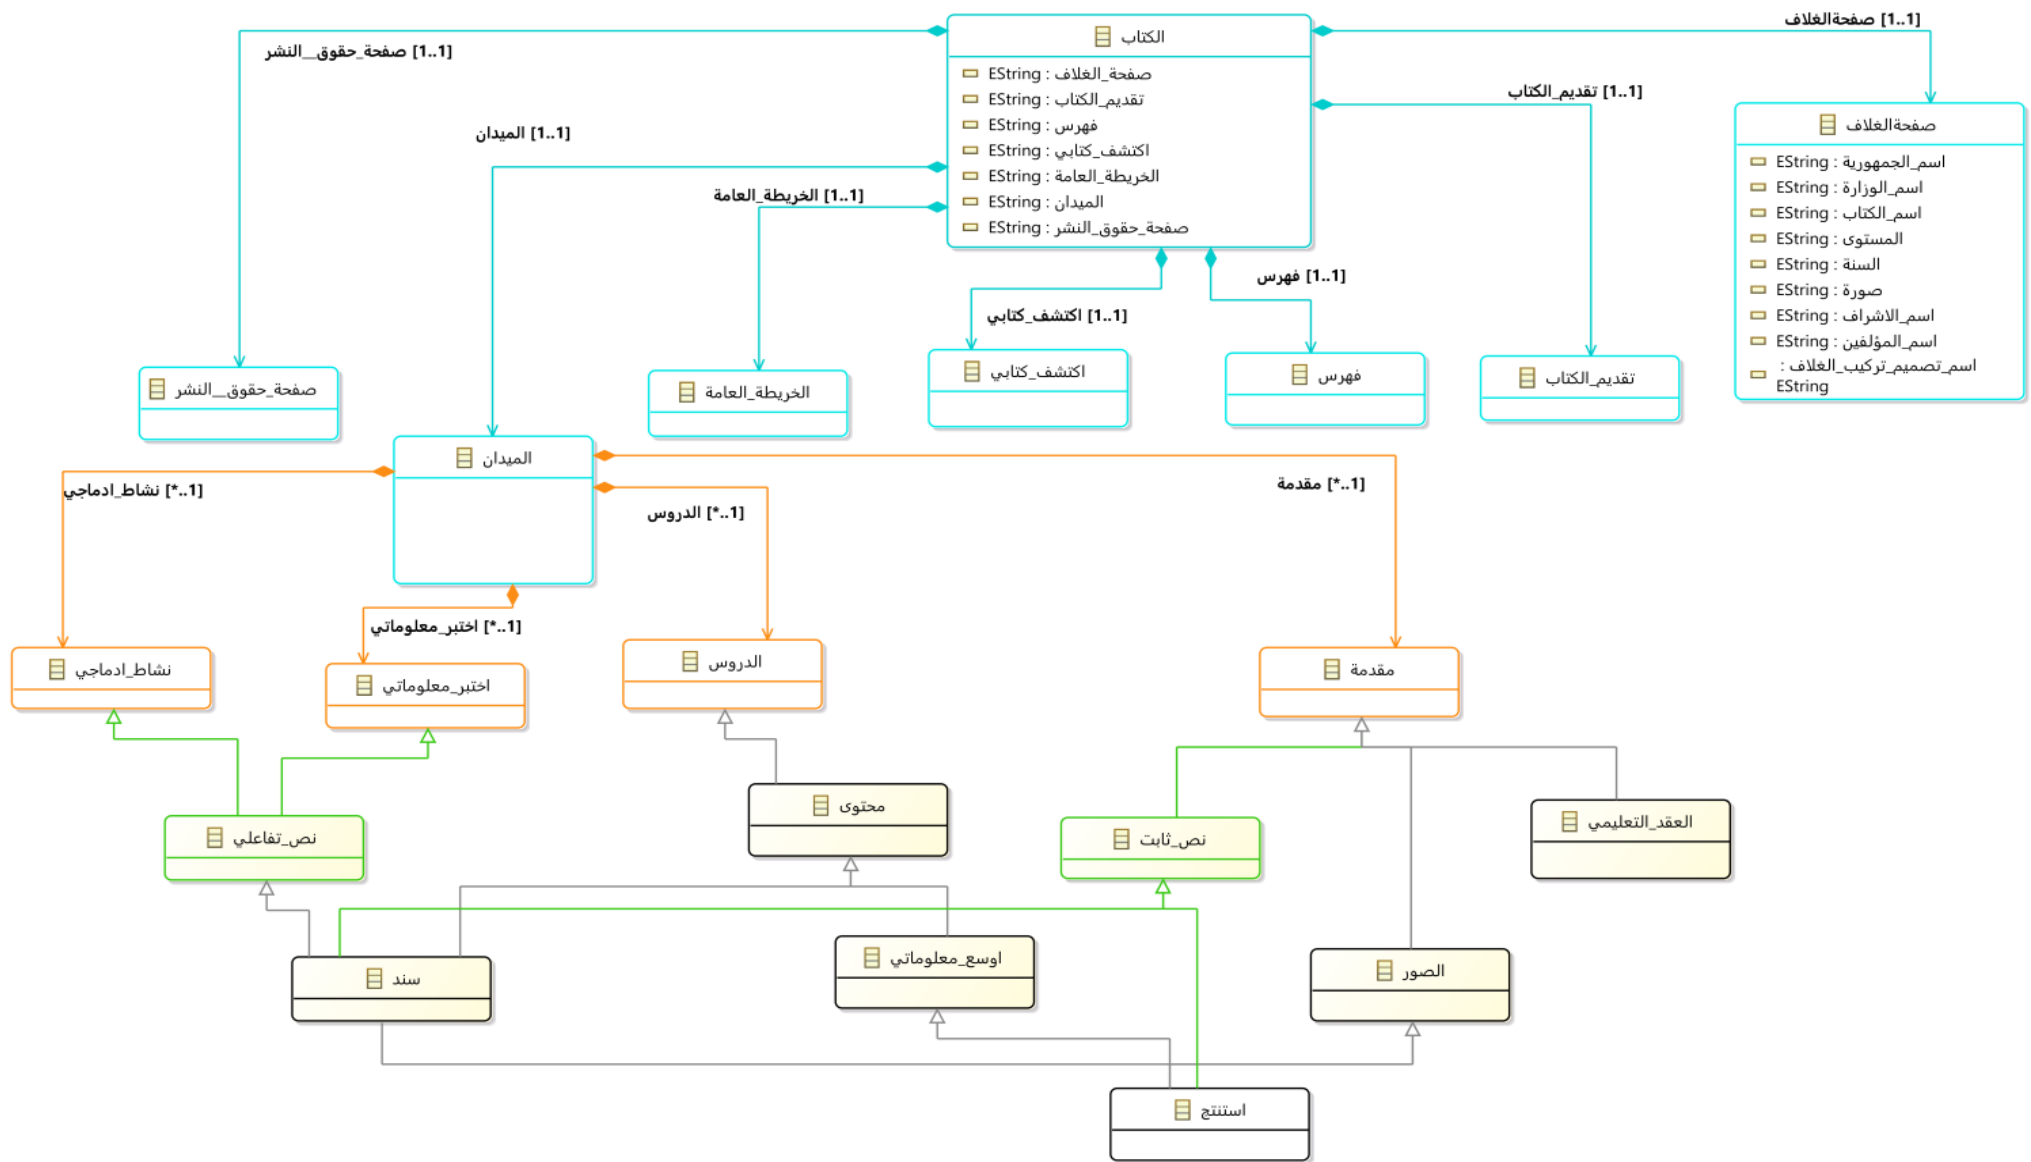 الكتاب
EString : صفحة_الغلاف
EString : تقديم_الكتاب
EString : فهرس
EString : اكتشف_كتابي
EString : الخريطة_العامة
EString : الميدان
EString : صفحة_حقوق_النشر
[1..1] صفحةالغلاف
[1..1] صفحة_حقوق__النشر
[1..1] تقديم_الكتاب
[1..1] الميدان
[1..1] الخريطة_العامة
[1..1] فهرس
[1..1] اكتشف_كتابي
صفحةالغلاف
EString : اسم_الجمهورية
EString : اسم_الوزارة
EString : اسم_الكتاب
EString : المستوى
EString : السنة
EString : صورة
EString : اسم_الاشراف
EString : اسم_المؤلفين
اسم_تصميم_تركيب_الغلاف :
EString
صفحة_حقوق__النشر
الخريطة_العامة
اكتشف_كتابي
فهرس
تقديم_الكتاب
الميدان
[1..*] نشاط_ادماجي
[1..*] الدروس
[1..*] مقدمة
[1..*] اختبر_معلوماتي
نشاط_ادماجي
اختبر_معلوماتي
الدروس
مقدمة
محتوى
العقد_التعليمي
نص_تفاعلي
نص_ثابت
سند
اوسع_معلوماتي
الصور
استنتج